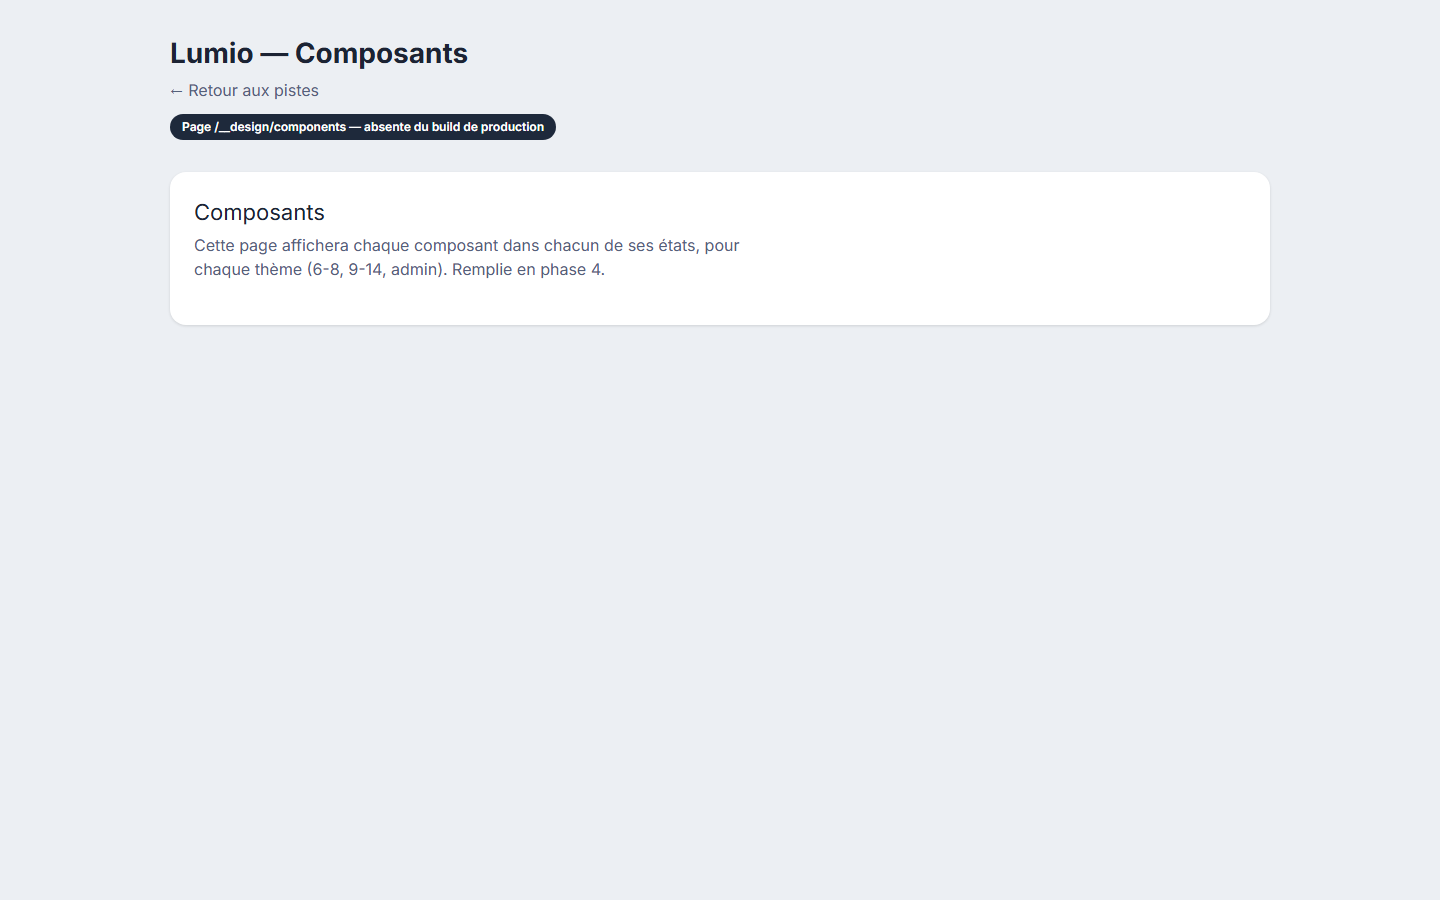 Lumio — Composants
← Retour aux pistes
Page /__design/components — absente du build de production
Composants
Cette page affichera chaque composant dans chacun de ses états, pour
chaque thème (6-8, 9-14, admin). Remplie en phase 4.